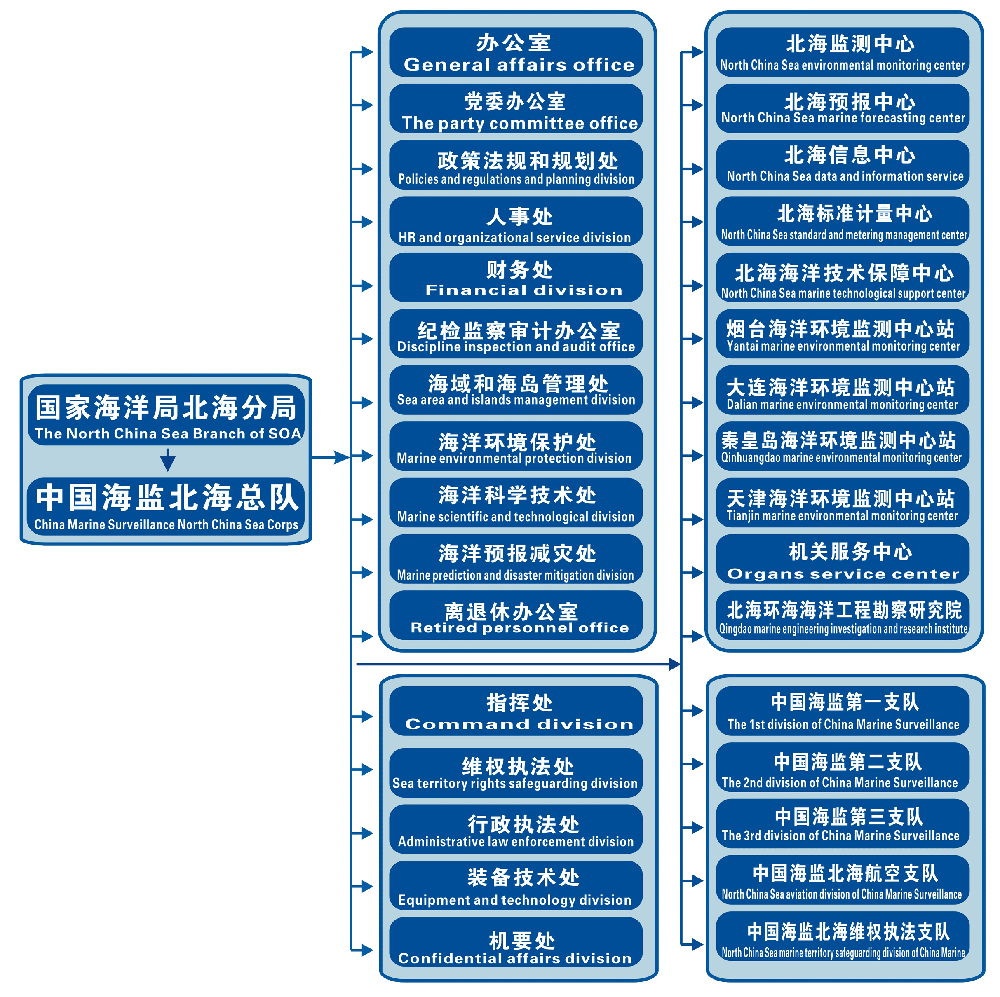 国家海洋局北海分局
The North China Sea Branch of SOA
中国海监北海总队
China Marine Surveillance North China Sea Corps
办公室
General affairs office
党委办公室
The party committee office
政策法规和规划处
Policies and regulations and planning division
人事处
HR and organizational service division
财务处
Financial division
纪检监察审计办公室
Discipline inspection and audit office
海域和海岛管理处
Sea area and islands management division
海洋环境保护处
Marine environmental protection division
海洋科学技术处
Marine scientific and technological division
海洋预报减灾处
Marine prediction and disaster mitigation division
离退休办公室
Retired personnel office
指挥处
Command division
维权执法处
Sea territory rights safeguarding division
行政执法处
Administrative law enforcement division
装备技术处
Equipment and technology division
机要处
Confidential affairs division
北海监测中心
North China Sea environmental monitoring center
北海预报中心
North China Sea marine forecasting center
北海信息中心
North China Sea data and information service
北海标准计量中心
North China Sea standard and metering management center
北海海洋技术保障中心
North China Sea marine technological support center
烟台海洋环境监测中心站
Yantai marine environmental monitoring center
大连海洋环境监测中心站
Dalian marine environmental monitoring center
秦皇岛海洋环境监测中心站
Qinhuangdao marine environmental monitoring center
天津海洋环境监测中心站
Tianjin marine environmental monitoring center
机关服务中心
Organs service center
北海环海海洋工程勘察研究院
Qingdao marine engineering investigation and research institute
中国海监第一支队
The 1st division of China Marine Surveillance
中国海监第二支队
The 2nd division of China Marine Surveillance
中国海监第三支队
The 3rd division of China Marine Surveillance
中国海监北海航空支队
North China Sea aviation division of China Marine Surveillance
中国海监北海维权执法支队
North China Sea marine territory safeguarding division of China Marine